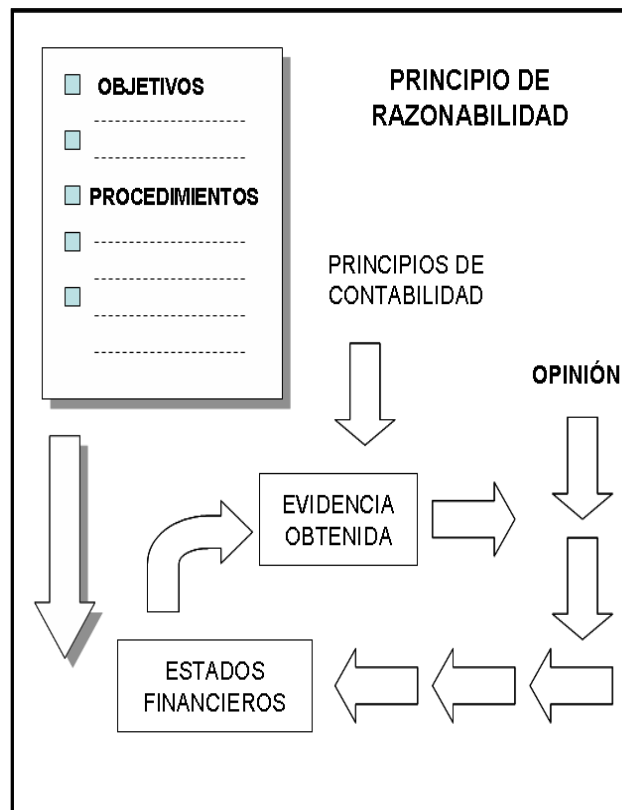 OBJETIVOS
PROCEDIMIENTOS
PRINCIPIO DE
RAZONABILIDAD
PRINCIPIOS DE
CONTABILIDAD
OPINIÓN
EVIDENCIA
OBTENIDA
ESTADOS
FINANCIEROS